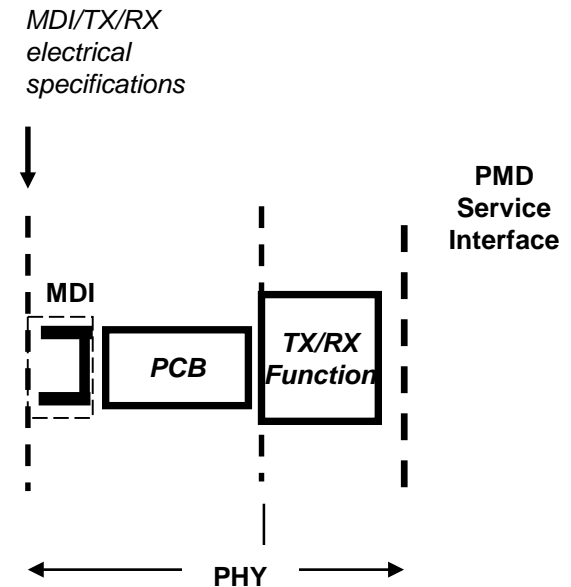 MDI/TX/RX
electrical
specifications
PMD
Service
Interface
MDI
PCB
TX/RX
Function
PHY